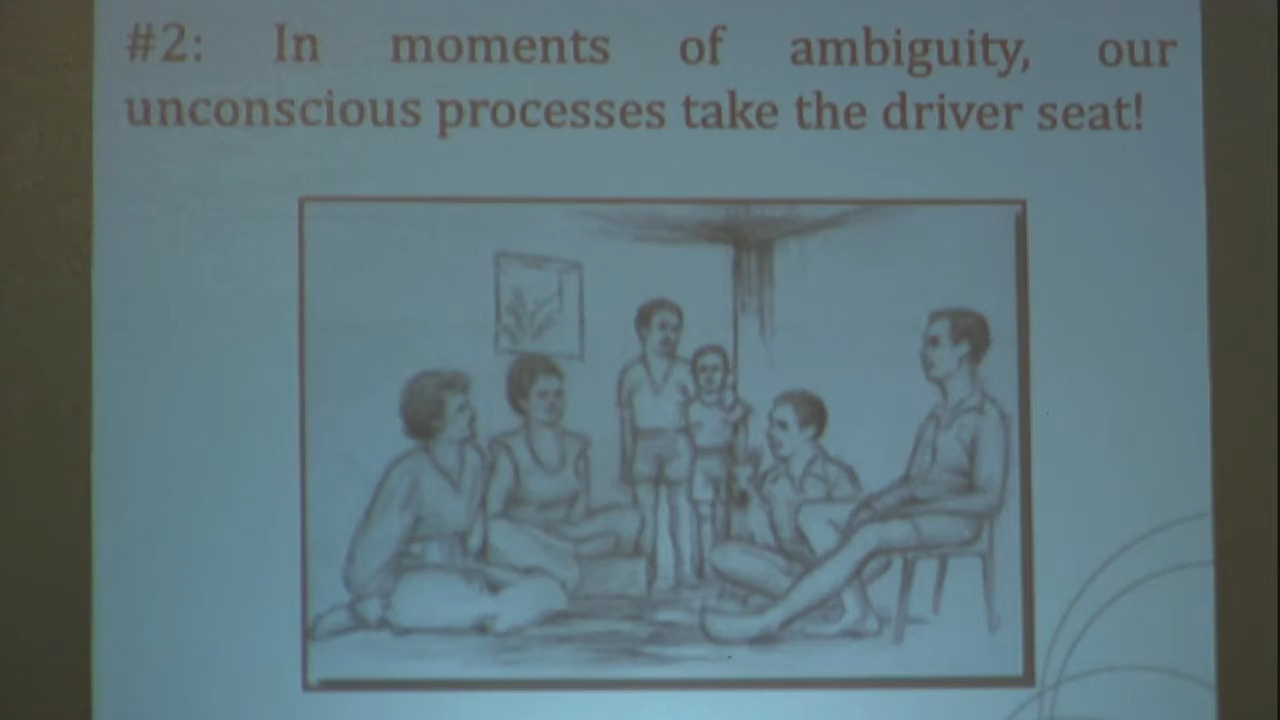 #2: In moments of ambiguity, our
unconscious processes take the driver seat!